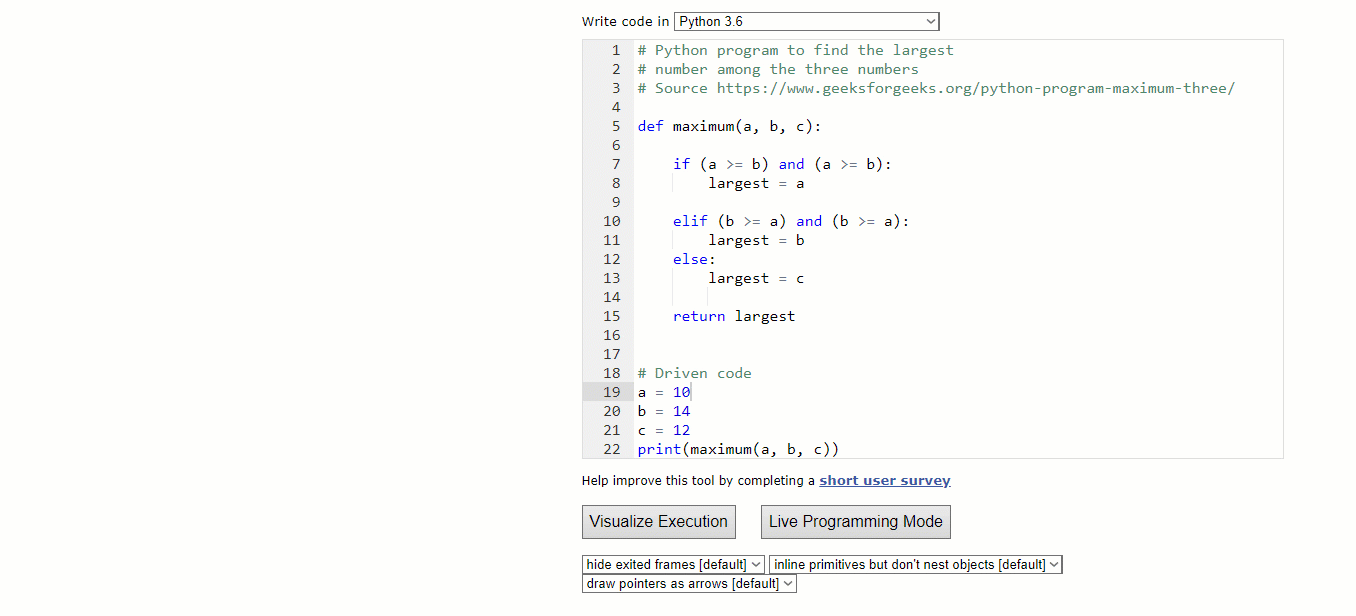 Write code in Python 3.6
1 # Python program to find the largest
2 # number among the three numbers
3 # Source https://www.geeksforgeeks.org/python-program-maximum-three/
4
5 def maximum(a, b, c):
6
7     if (a >= b) and (a >= b):
8         largest = a
9
10     elif (b >= a) and (b >= a):
11         largest = b
12     else:
13         largest = c
14
15     return largest
16
17
18 # Driven code
19 a = 10
20 b = 14
21 c = 12
22 print(maximum(a, b, c))
Help improve this tool by completing a short user survey
Visualize Execution Live Programming Mode
hide exited frames [default] inline primitives but don't nest objects [default]
draw pointers as arrows [default]